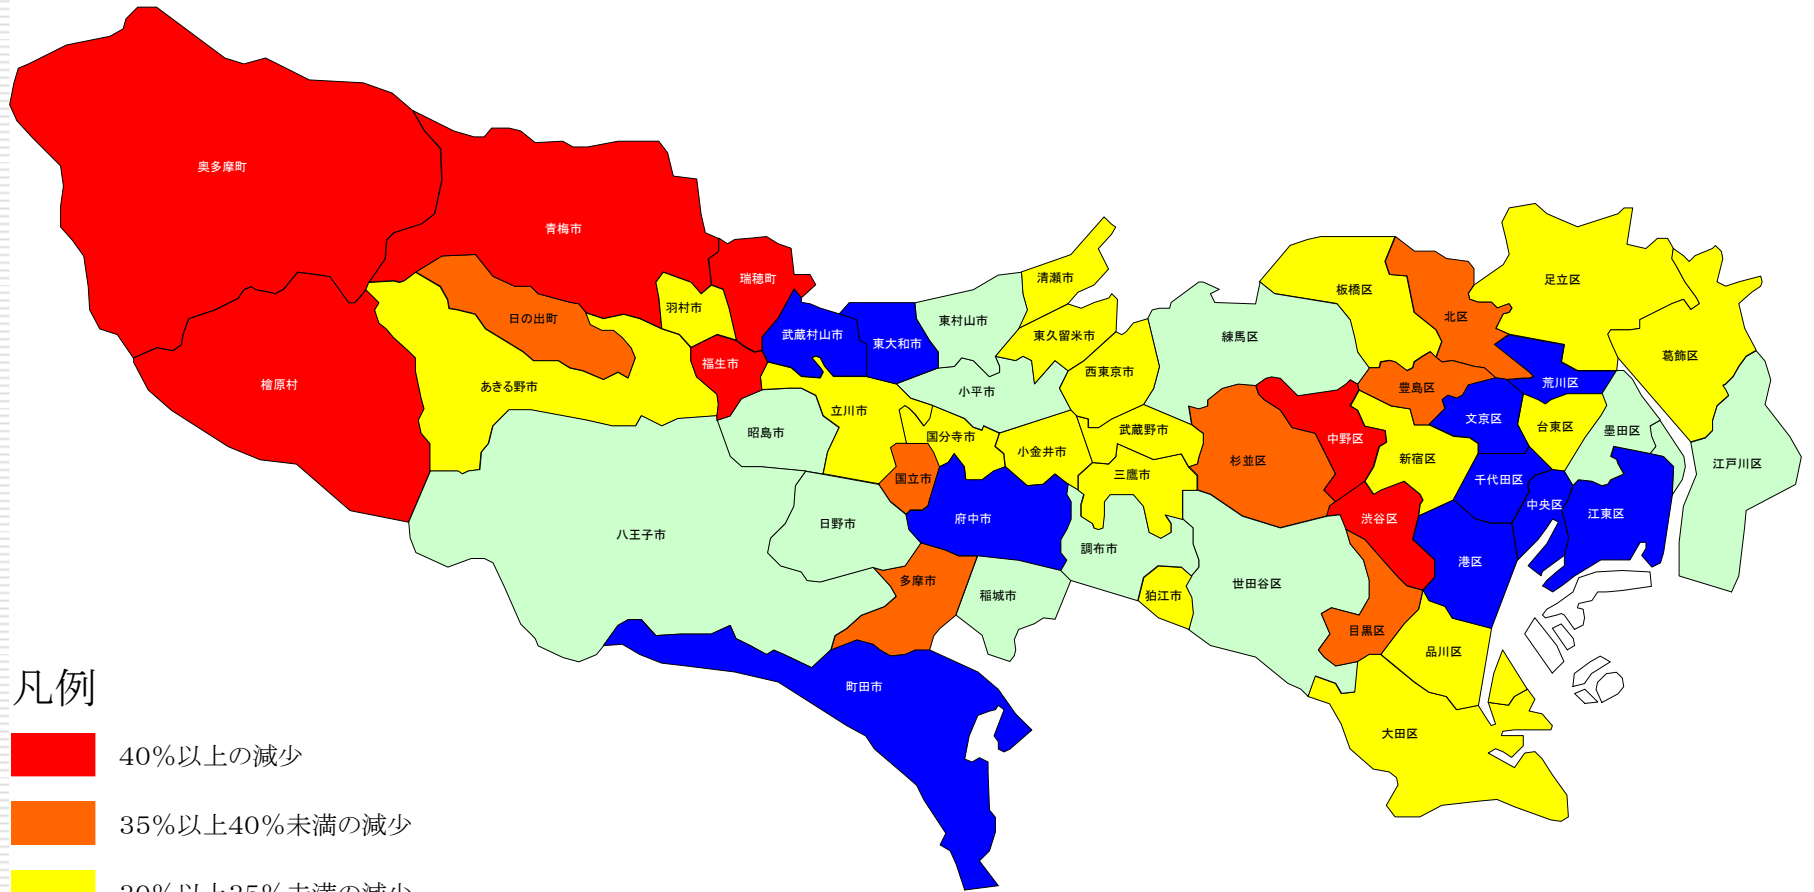 奥多摩町
青梅市
瑞穂町
清瀬市
足立区
板橋区
羽村市
日の出町
北区
東村山市
武蔵村山市
東大和市
東久留米市
練馬区
葛飾区
福生市
西東京市
檜原村
あきる野市
小平市
豊島区
荒川区
立川市
文京区
台東区
昭島市
国分寺市
武蔵野市
中野区
墨田区
小金井市
杉並区
新宿区
江戸川区
国立市
三鷹市
千代田区
中央区
江東区
日野市
府中市
渋谷区
八王子市
調布市
港区
多摩市
稲城市
狛江市
世田谷区
目黒区
品川区
町田市
大田区
凡例
40%以上の減少
35%以上40%未満の減少
30%以上35%未満の減少